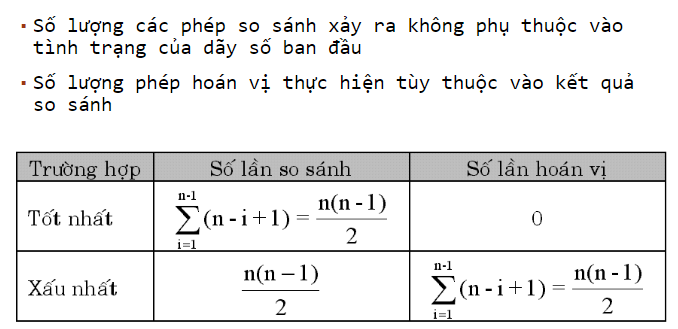 ▪ Số lượng các phép so sánh xảy ra không phụ thuộc vào
tình trạng của dãy số ban đầu
▪ Số lượng phép hoán vị thực hiện tùy thuộc vào kết quả
so sánh
Trường hợp | Số lần so sánh | Số lần hoán vị
Tốt nhất | \sum_{i=1}^{n-1}(n-i+1)=\frac{n(n-1)}{2} | 0
Xấu nhất | \frac{n(n-1)}{2} | \sum_{i=1}^{n-1}(n-i+1)=\frac{n(n-1)}{2}